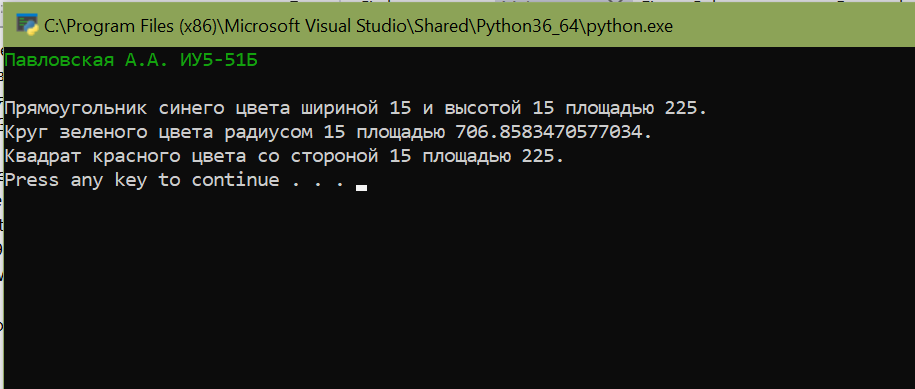 C:\Program Files (x86)\Microsoft Visual Studio\Shared\Python36_64\python.exe
Павловская А.А. ИУ5-51Б
Прямоугольник синего цвета шириной 15 и высотой 15 площадью 225.
Круг зеленого цвета радиусом 15 площадью 706.8583470577034.
Квадрат красного цвета со стороной 15 площадью 225.
Press any key to continue . . .